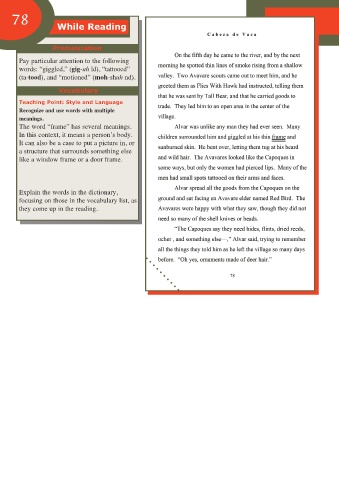 78
While Reading
Pronunciation
Pay particular attention to the following
words: "giggled," (gig-uh ld), "tattooed"
(ta-tood), and "motioned" (moh-shuh nd).
Vocabulary
Teaching Point: Style and Language
Recognize and use words with multiple
meanings.
The word "frame" has several meanings.
In this context, it means a person's body.
It can also be a case to put a picture in, or
a structure that surrounds something else
like a window frame or a door frame.
Explain the words in the dictionary,
focusing on those in the vocabulary list, as
they come up in the reading.
Cabeza de Vaca
On the fifth day he came to the river, and by the next
morning he spotted thin lines of smoke rising from a shallow
valley. Two Avavare scouts came out to meet him, and he
greeted them as Flies With Hawk had instructed, telling them
that he was sent by Tall Bear, and that he carried goods to
trade. They led him to an open area in the center of the
village.
Alvar was unlike any man they had ever seen. Many
children surrounded him and giggled at his thin frame and
sunburned skin. He bent over, letting them tug at his beard
and wild hair. The Avavares looked like the Capoques in
some ways, but only the women had pierced lips. Many of the
men had small spots tattooed on their arms and faces.
Alvar spread all the goods from the Capoques on the
ground and sat facing an Avavare elder named Red Bird. The
Avavares were happy with what they saw, though they did not
need so many of the shell knives or beads.
"The Capoques say they need hides, flints, dried reeds,
ocher , and something else—," Alvar said, trying to remember
all the things they told him as he left the village so many days
before. "Oh yes, ornaments made of deer hair."
78